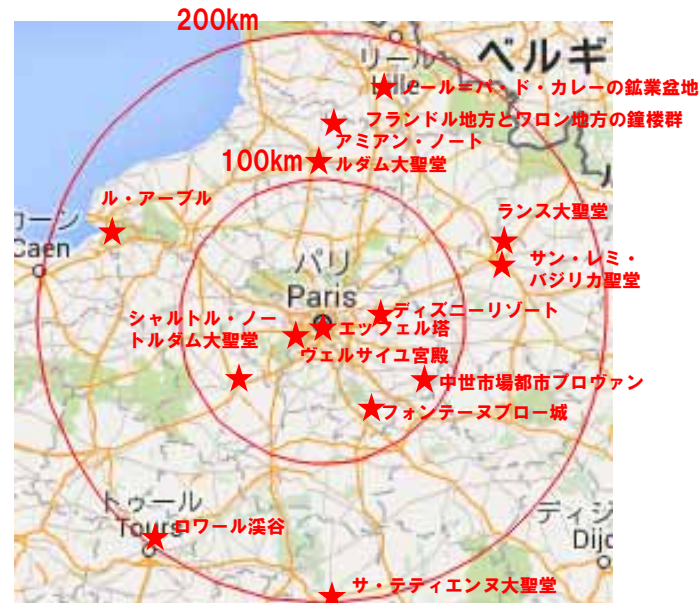 200km
リール
Lille
ベルギ
ノール＝パ・ド・カレーの鉱業盆地
フランドル地方とワロン地方の鐘楼群
アミアン・ノート
ルダム大聖堂
100km
ル・アーブル
カーン
Caen
ランス大聖堂
サン・レミ・
バジリカ聖堂
パリ
Paris
ディズニーリゾート
シャルトル・ノー
トルダム大聖堂
エッフェル塔
ヴェルサイユ宮殿
中世市場都市プロヴァン
フォンテーヌブロー城
トゥール
Tours
ロワール渓谷
ディジ
Dijo
サ・テティエンヌ大聖堂